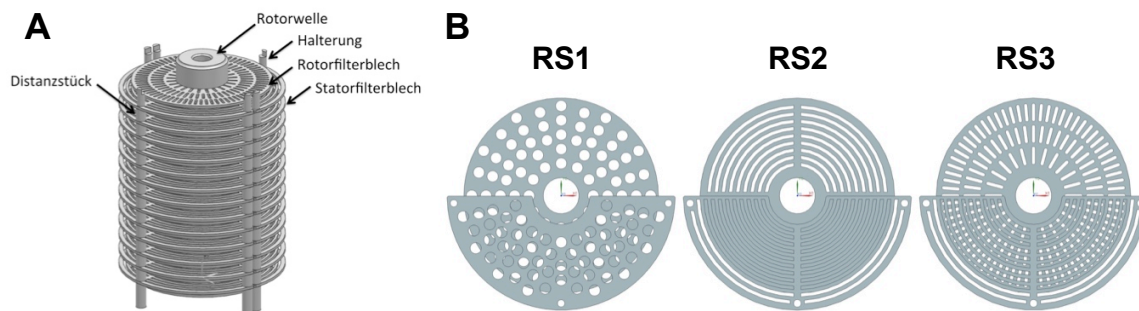 A
Rotorwelle
Halterung
Rotorfilterblech
Distanzstück
Statorfilterblech
B
RS1 RS2 RS3